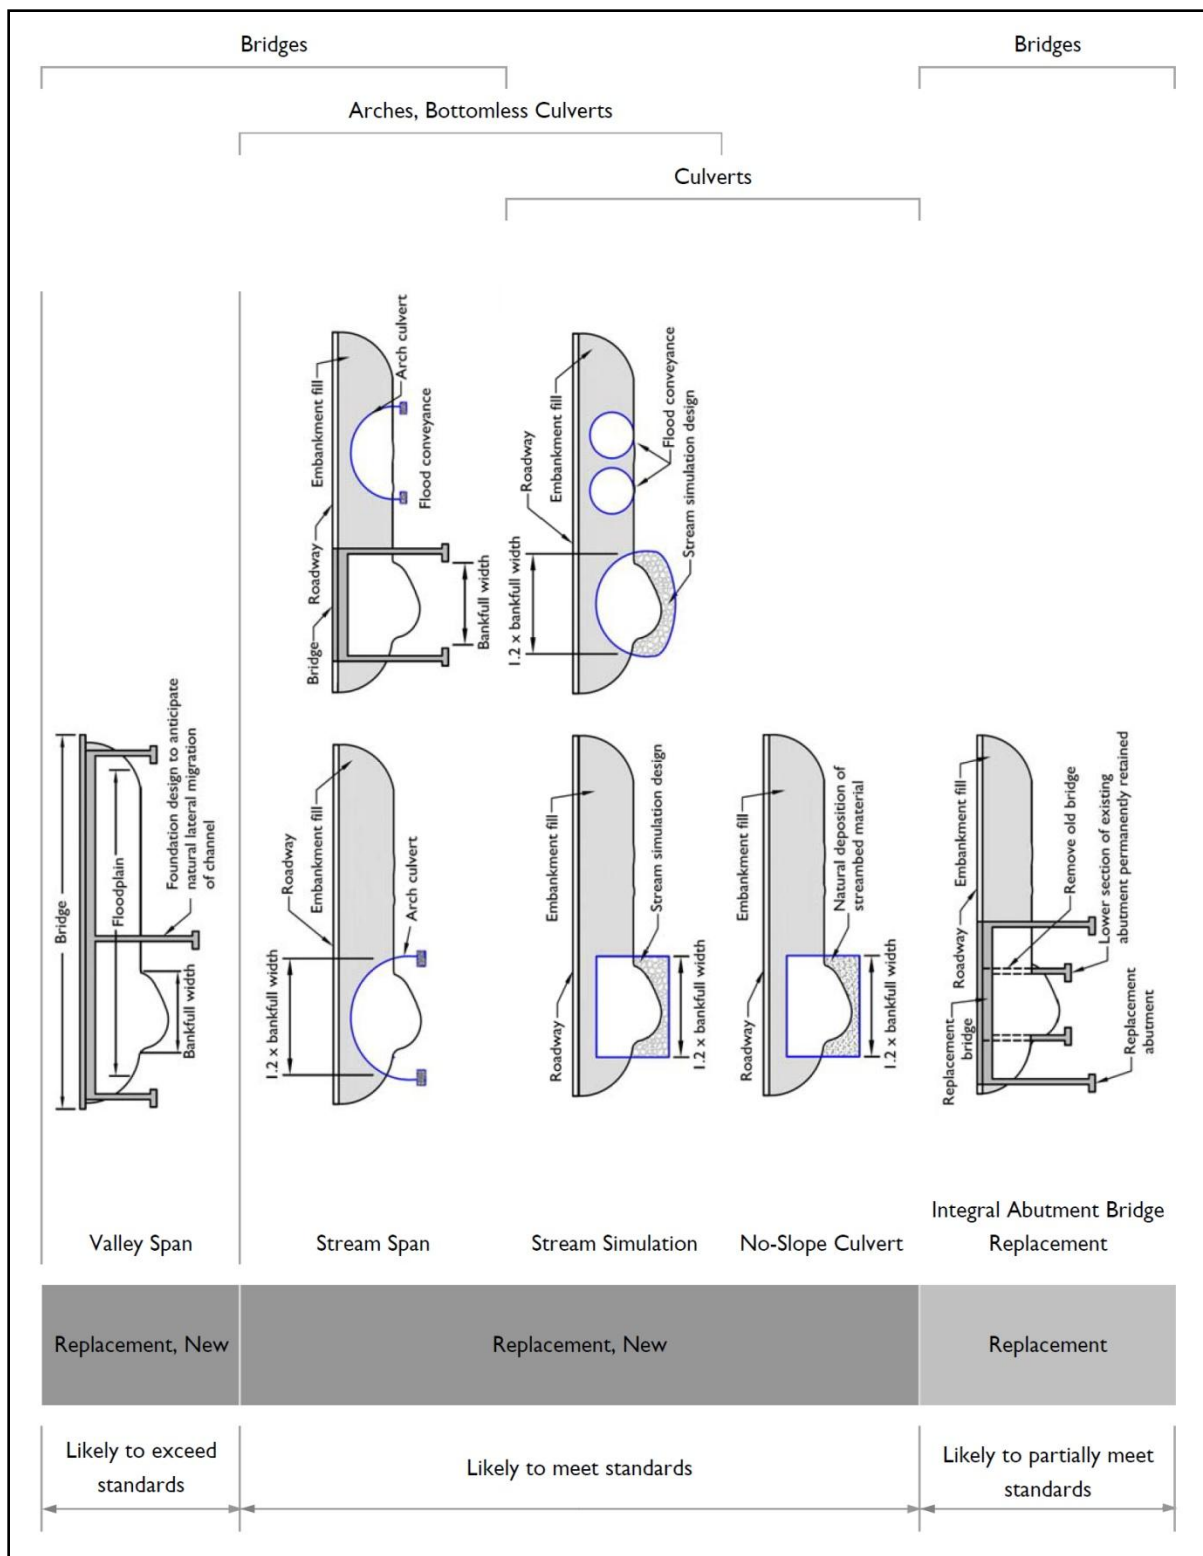 Bridges
Bridges
Arches, Bottomless Culverts
Culverts
Bridge
Roadway
Embankment fill
Arch culvert
Flood conveyance
Bankfull width
Roadway
Embankment fill
Flood conveyance
Stream simulation design
1.2 x bankfull width
Bridge
Floodplain
Bankfull width
Foundation design to anticipate
natural lateral migration
of channel
1.2 x bankfull width
Roadway
Embankment fill
Arch culvert
Roadway
Embankment fill
Stream simulation design
1.2 x bankfull width
Roadway
Embankment fill
Natural deposition of
streambed material
1.2 x bankfull width
Replacement
bridge
Roadway
Embankment fill
Remove old bridge
Lower section of existing
abutment permanently retained
Replacement
abutment
Valley Span
Stream Span
Stream Simulation
No-Slope Culvert
Integral Abutment Bridge
Replacement
Replacement, New
Replacement, New
Replacement
Likely to exceed
standards
Likely to meet standards
Likely to partially meet
standards